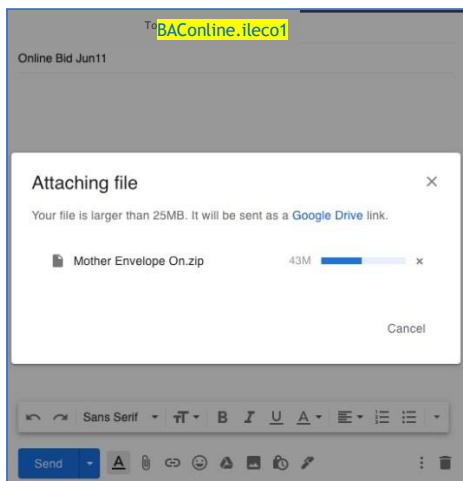 To BAConline.ileco1
Online Bid Jun11
Attaching file
Your file is larger than 25MB. It will be sent as a Google Drive link.
Mother Envelope On.zip 43M
Cancel
Sans Serif
Send